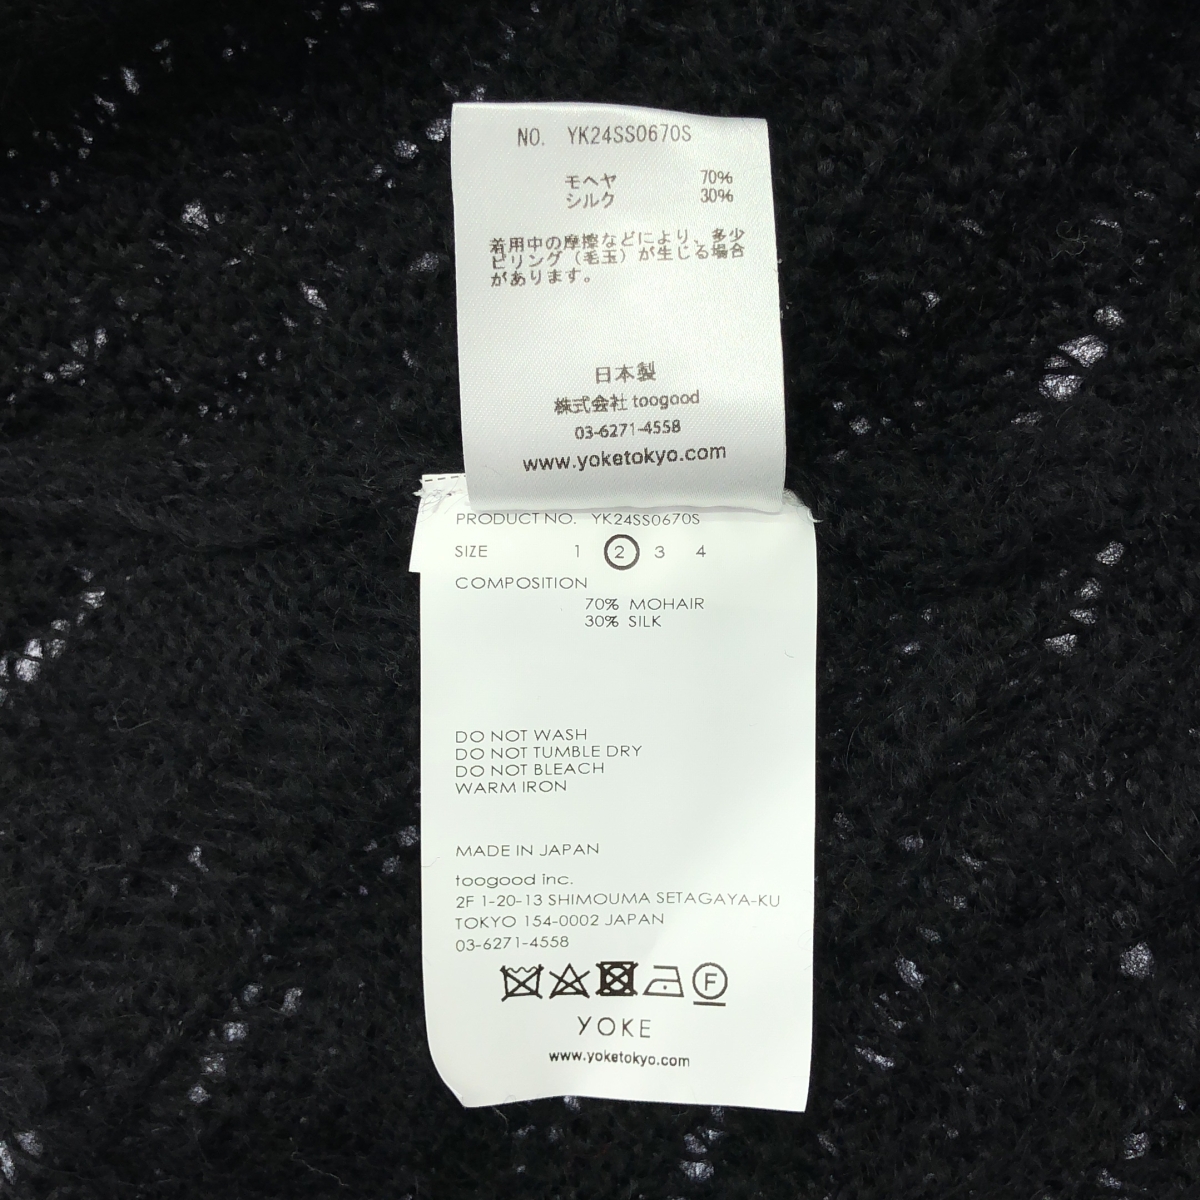 NO. YK24SS0670S
モヘヤ 70%
シルク 30%
着用中の摩擦などにより、多少
ピリング（毛玉）が生じる場合
があります。
日本製
株式会社 toogood
03-6271-4558
www.yoketokyo.com
PRODUCT NO. YK24SS0670S
SIZE 1 2 3 4
COMPOSITION
70% MOHAIR
30% SILK
DO NOT WASH
DO NOT TUMBLE DRY
DO NOT BLEACH
WARM IRON
MADE IN JAPAN
toogood inc.
2F 1-20-13 SHIMOUMA SETAGAYA-KU
TOKYO 154-0002 JAPAN
03-6271-4558
F
YOKE
www.yoketokyo.com